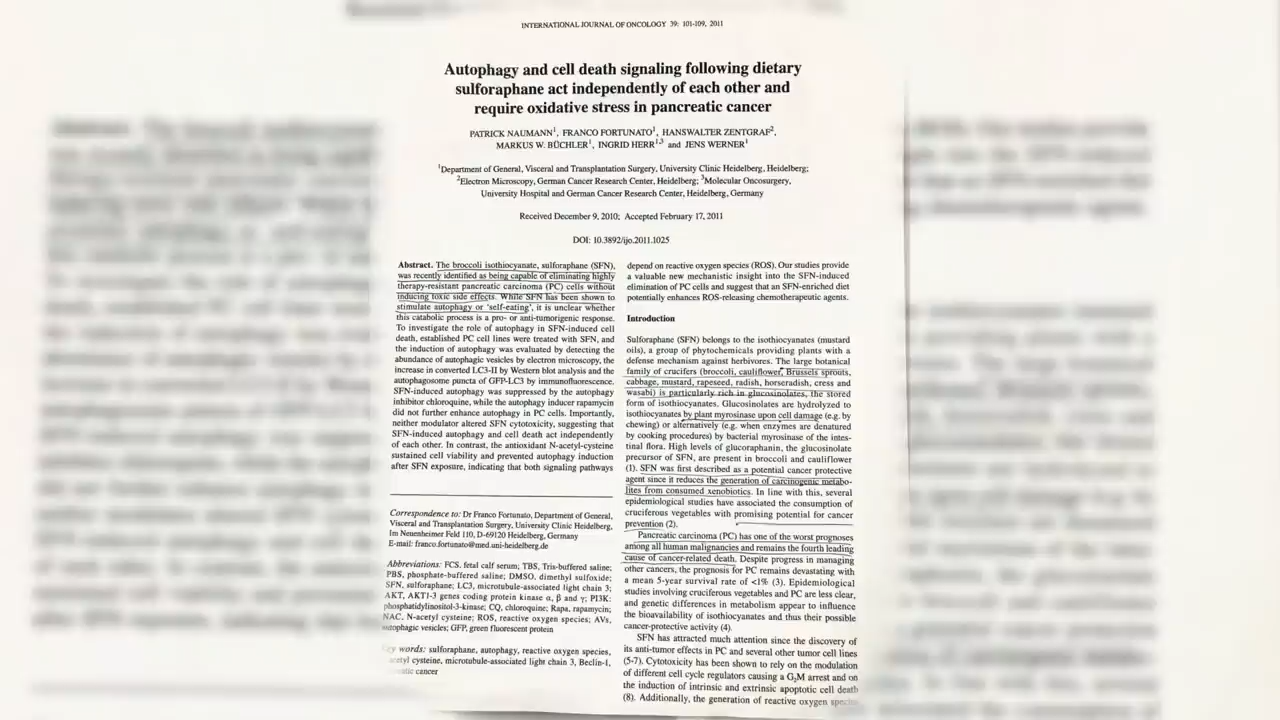 INTERNATIONAL JOURNAL OF ONCOLOGY 39: 101-109, 2011
Autophagy and cell death signaling following dietary
sulforaphane act independently of each other and
require oxidative stress in pancreatic cancer
PATRICK NAUMANN1, FRANCO FORTUNATO1, HANSWALTER ZENTGRAF2,
MARKUS W. BÜCHLER1, INGRID HERR1,3 and JENS WERNER1
1Department of General, Visceral and Transplantation Surgery, University Clinic Heidelberg, Heidelberg;
2Electron Microscopy, German Cancer Research Center, Heidelberg; 3Molecular Oncosurgery,
University Hospital and German Cancer Research Center, Heidelberg, Germany
Received December 9, 2010; Accepted February 17, 2011
DOI: 10.3892/ijo.2011.1025
Abstract. The broccoli isothiocyanate, sulforaphane (SFN),
was recently identified as being capable of eliminating highly
therapy-resistant pancreatic carcinoma (PC) cells without
inducing toxic side effects. While SFN has been shown to
stimulate autophagy or 'self-eating', it is unclear whether
this catabolic process is a pro- or anti-tumorigenic response.
To investigate the role of autophagy in SFN-induced cell
death, established PC cell lines were treated with SFN, and
the induction of autophagy was evaluated by detecting the
abundance of autophagic vesicles by electron microscopy, the
increase in converted LC3-II by Western blot analysis and the
autophagosome puncta of GFP-LC3 by immunofluorescence.
SFN-induced autophagy was suppressed by the autophagy
inhibitor chloroquine, while the autophagy inducer rapamycin
did not further enhance autophagy in PC cells. Importantly,
neither modulator altered SFN cytotoxicity, suggesting that
SFN-induced autophagy and cell death act independently
of each other. In contrast, the antioxidant N-acetyl-cysteine
sustained cell viability and prevented autophagy induction
after SFN exposure, indicating that both signaling pathways
Correspondence to: Dr Franco Fortunato, Department of General,
Visceral and Transplantation Surgery, University Clinic Heidelberg,
Im Neuenheimer Feld 110, D-69120 Heidelberg, Germany
E-mail: franco.fortunato@med.uni-heidelberg.de
Abbreviations: FCS, fetal calf serum; TBS, Tris-buffered saline;
PBS, phosphate-buffered saline; DMSO, dimethyl sulfoxide;
SFN, sulforaphane; LC3, microtubule-associated light chain 3;
AKT, AKT1-3 genes coding protein kinase α, β and γ; PI3K:
phosphatidylinositol-3-kinase; CQ, chloroquine; Rapa, rapamycin;
NAC, N-acetyl cysteine; ROS, reactive oxygen species; AVs,
autophagic vesicles; GFP, green fluorescent protein
words: sulforaphane, autophagy, reactive oxygen species,
cysteine, microtubule-associated light chain 3, Beclin-1,
cancer
depend on reactive oxygen species (ROS). Our studies provide
a valuable new mechanistic insight into the SFN-induced
elimination of PC cells and suggest that an SFN-enriched diet
potentially enhances ROS-releasing chemotherapeutic agents.
Introduction
Sulforaphane (SFN) belongs to the isothiocyanates (mustard
oils), a group of phytochemicals providing plants with a
defense mechanism against herbivores. The large botanical
family of crucifers (broccoli, cauliflower, Brussels sprouts,
cabbage, mustard, rapeseed, radish, horseradish, cress and
wasabi) is particularly rich in glucosinolates, the stored
form of isothiocyanates. Glucosinolates are hydrolyzed to
isothiocyanates by plant myrosinase upon cell damage (e.g. by
chewing) or alternatively (e.g. when enzymes are denatured
by cooking procedures) by bacterial myrosinase of the intes-
tinal flora. High levels of glucoraphanin, the glucosinolate
precursor of SFN, are present in broccoli and cauliflower
(1). SFN was first described as a potential cancer protective
agent since it reduces the generation of carcinogenic metabo-
lites from consumed xenobiotics. In line with this, several
epidemiological studies have associated the consumption of
cruciferous vegetables with promising potential for cancer
prevention (2).
Pancreatic carcinoma (PC) has one of the worst prognoses
among all human malignancies and remains the fourth leading
cause of cancer-related death. Despite progress in managing
other cancers, the prognosis for PC remains devastating with
a mean 5-year survival rate of <1% (3). Epidemiological
studies involving cruciferous vegetables and PC are less clear,
and genetic differences in metabolism appear to influence
the bioavailability of isothiocyanates and thus their possible
cancer-protective activity (4).
SFN has attracted much attention since the discovery of
its anti-tumor effects in PC and several other tumor cell lines
(5-7). Cytotoxicity has been shown to rely on the modulation
of different cell cycle regulators causing a G2M arrest and on
the induction of intrinsic and extrinsic apoptotic cell death
(8). Additionally, the generation of reactive oxygen species